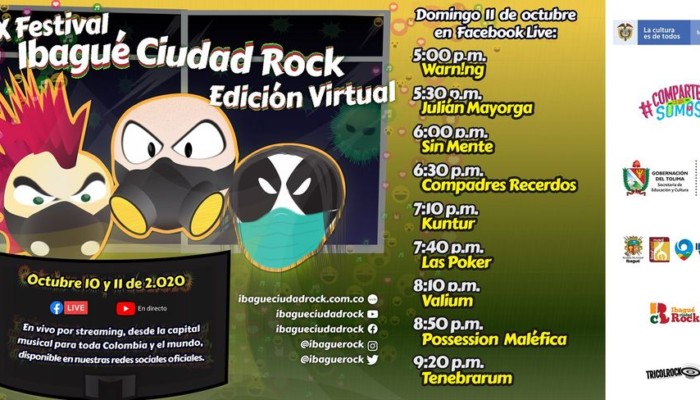 X Festival
Ibagué Ciudad Rock
Edición Virtual
Octubre 10 y 11 de 2.020
LIVE
En directo
En vivo por streaming, desde la capital
musical para toda Colombia y el mundo,
disponible en nuestras redes sociales oficiales.
ibagueciudadrock.com.co
ibagueciudadrock
ibagueciudadrock
@ibaguerock
@ibaguerock
Domingo 11 de octubre
en Facebook Live:
5:00 p.m.
Warn!ng
5:30 p.m.
Julián Mayorga
6:00 p.m.
Sin Mente
6:30 p.m.
Compadres Recerdos
7:10 p.m.
Kuntur
7:40 p.m.
Las Poker
8:10 p.m.
Valium
8:50 p.m.
Possession Maléfica
9:20 p.m.
Tenebrarum
La cultura
es de todos
#COMPARTE
SOMOS
GOBERNACIÓN
DEL TOLIMA
Secretaría de
Educación y Cultura
Ibagué
Ibagué
Rock
TRICOLROCK